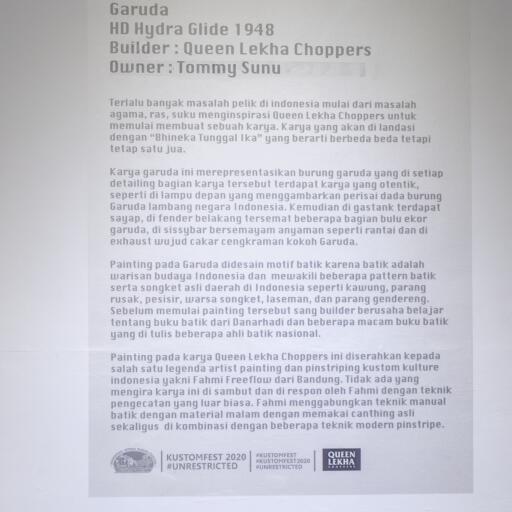 Garuda
HD Hydra Glide 1948
Builder : Queen Lekha Choppers
Owner : Tommy Sunu
Terlalu banyak masalah pelik di indonesia mulai dari masalah
agama, ras, suku menginspirasi Queen Lekha Choppers untuk
memulai membuat sebuah karya. Karya yang akan di landasi
dengan "Bhineka Tunggal Ika" yang berarti berbeda beda tetapi
tetap satu jua.
Karya garuda ini merepresentasikan burung garuda yang di setiap
detailing bagian karya tersebut terdapat karya yang otentik,
seperti di lampu depan yang menggambarkan perisai dada burung
Garuda lambang negara Indonesia. Kemudian di gastank terdapat
sayap, di fender belakang tersemat beberapa bagian bulu ekor
garuda, di sissybar bersemayam anyaman seperti rantai dan di
exhaust wujud cakar cengkraman kokoh Garuda.
Painting pada Garuda didesain motif batik karena batik adalah
warisan budaya Indonesia dan mewakili beberapa pattern batik
serta songket asli daerah di Indonesia seperti kawung, parang
rusak, pesisir, warsa songket, laseman, dan parang gendereng.
Sebelum memulai painting tersebut sang builder berusaha belajar
tentang buku batik dari Danarhadi dan beberapa macam buku batik
yang di tulis beberapa ahli batik nasional.
Painting pada karya Queen Lekha Choppers ini diserahkan kepada
salah satu legenda artist painting dan pinstriping kustom kulture
indonesia yakni Fahmi Freeflow dari Bandung. Tidak ada yang
mengira karya ini di sambut dan di respon oleh Fahmi dengan teknik
pengecatan yang luar biasa. Fahmi menggabungkan teknik manual
batik dengan material malam dengan memakai canthing asli
sekaligus di kombinasi dengan beberapa teknik modern pinstripe.
KUSTOMFEST 2020
#UNRESTRICTED
#KUSTOMFEST
#KUSTOMFEST2020
#UNRESTRICTED
QUEEN
LEKHA
CHOPPERS